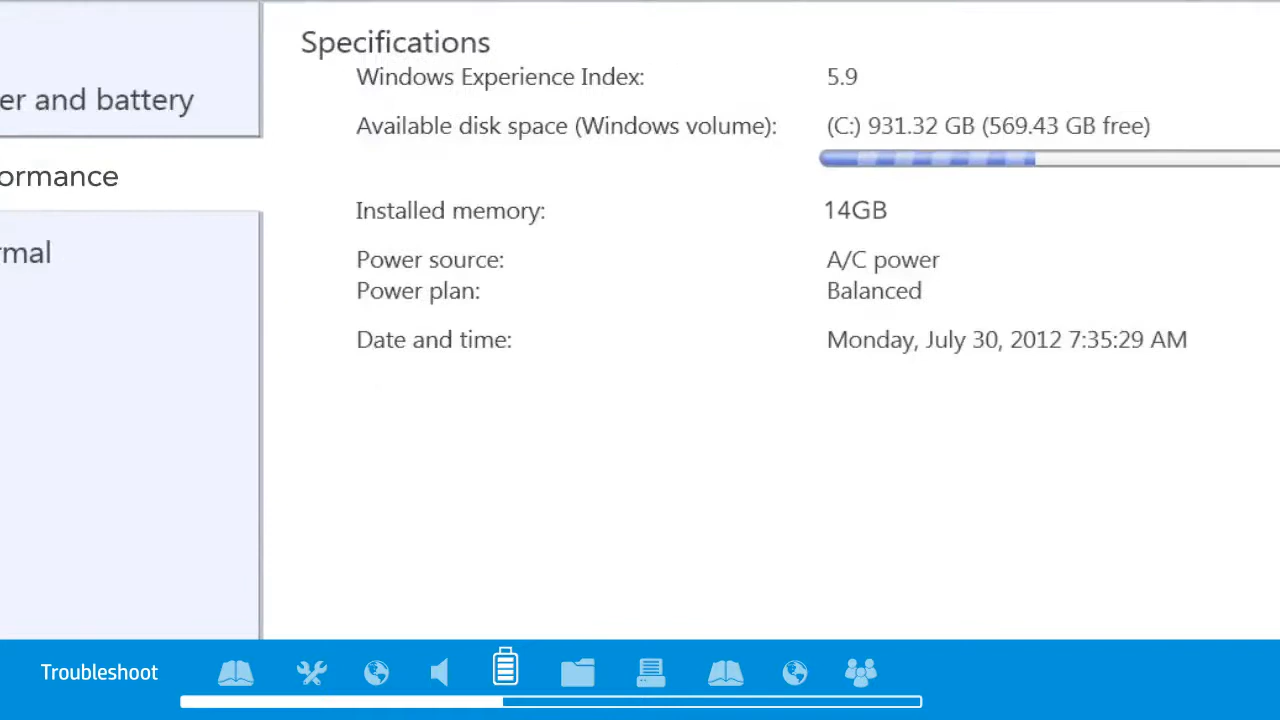 Specifications
Windows Experience Index: 5.9
er and battery
Available disk space (Windows volume): (C:) 931.32 GB (569.43 GB free)
ormance
Installed memory: 14GB
rmal
Power source: A/C power
Power plan: Balanced
Date and time: Monday, July 30, 2012 7:35:29 AM
Troubleshoot